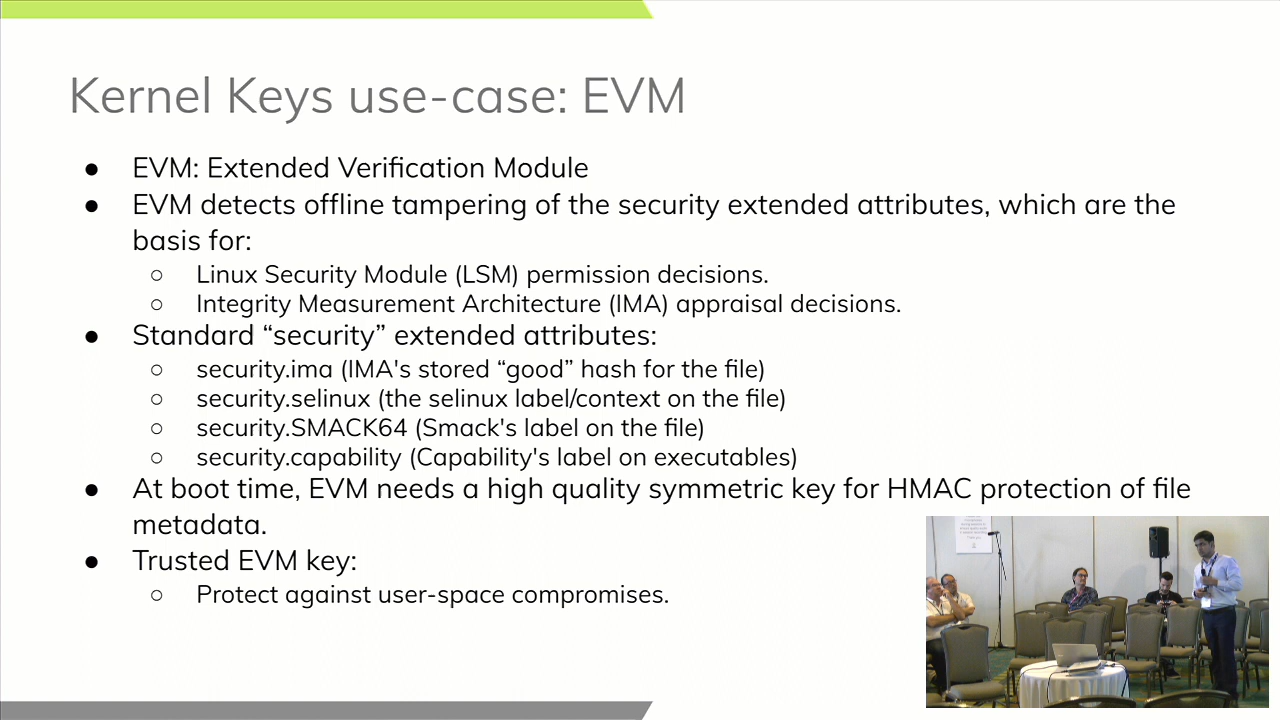 Kernel Keys use-case: EVM
● EVM: Extended Verification Module
● EVM detects offline tampering of the security extended attributes, which are the
basis for:
○ Linux Security Module (LSM) permission decisions.
○ Integrity Measurement Architecture (IMA) appraisal decisions.
● Standard “security” extended attributes:
○ security.ima (IMA's stored “good” hash for the file)
○ security.selinux (the selinux label/context on the file)
○ security.SMACK64 (Smack's label on the file)
○ security.capability (Capability's label on executables)
● At boot time, EVM needs a high quality symmetric key for HMAC protection of file
metadata.
● Trusted EVM key:
○ Protect against user-space compromises.